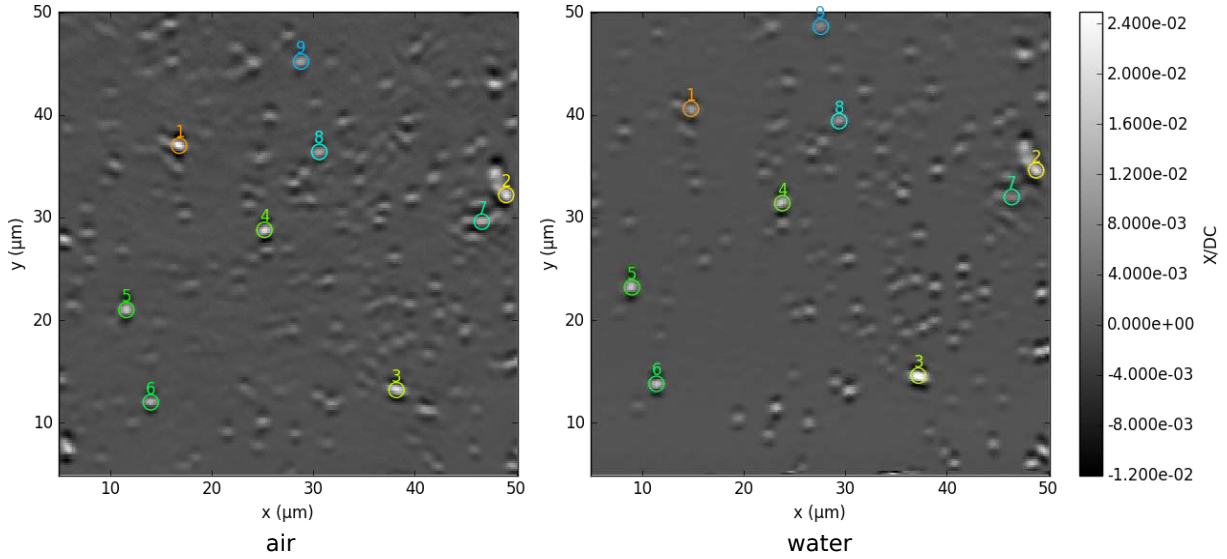 50
40
30
20
10
y (μm)
10 20 30 40 50
x (μm)
air
1
2
3
4
5
6
7
8
9
50
40
30
20
10
y (μm)
10 20 30 40 50
x (μm)
water
1
2
3
4
5
6
7
8
9
2.400e-02
2.000e-02
1.600e-02
1.200e-02
8.000e-03
4.000e-03
0.000e+00
-4.000e-03
-8.000e-03
-1.200e-02
X/DC